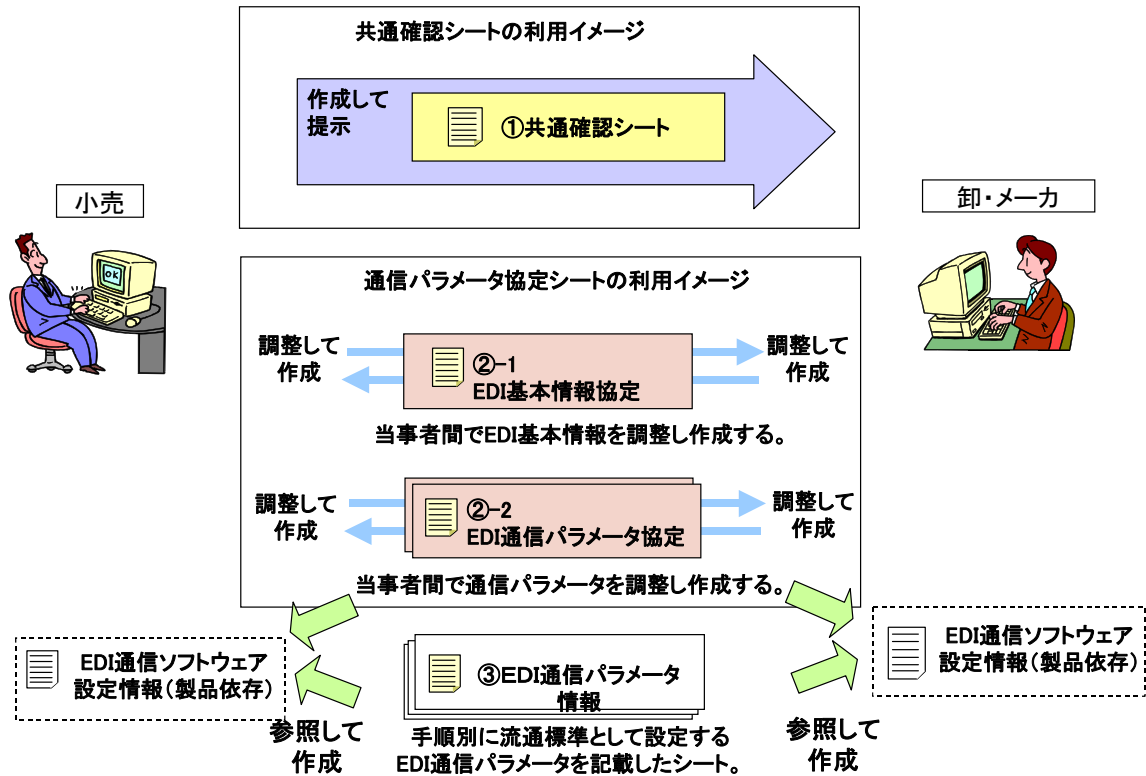 共通確認シートの利用イメージ
作成して
提示
①共通確認シート
小売
卸・メーカ
OK
通信パラメータ協定シートの利用イメージ
調整して
作成
②-1
EDI基本情報協定
調整して
作成
当事者間でEDI基本情報を調整し作成する。
調整して
作成
②-2
EDI通信パラメータ協定
調整して
作成
当事者間で通信パラメータを調整し作成する。
EDI通信ソフトウェア
設定情報(製品依存)
③EDI通信パラメータ
情報
EDI通信ソフトウェア
設定情報(製品依存)
参照して
作成
手順別に流通標準として設定する
EDI通信パラメータを記載したシート。
参照して
作成